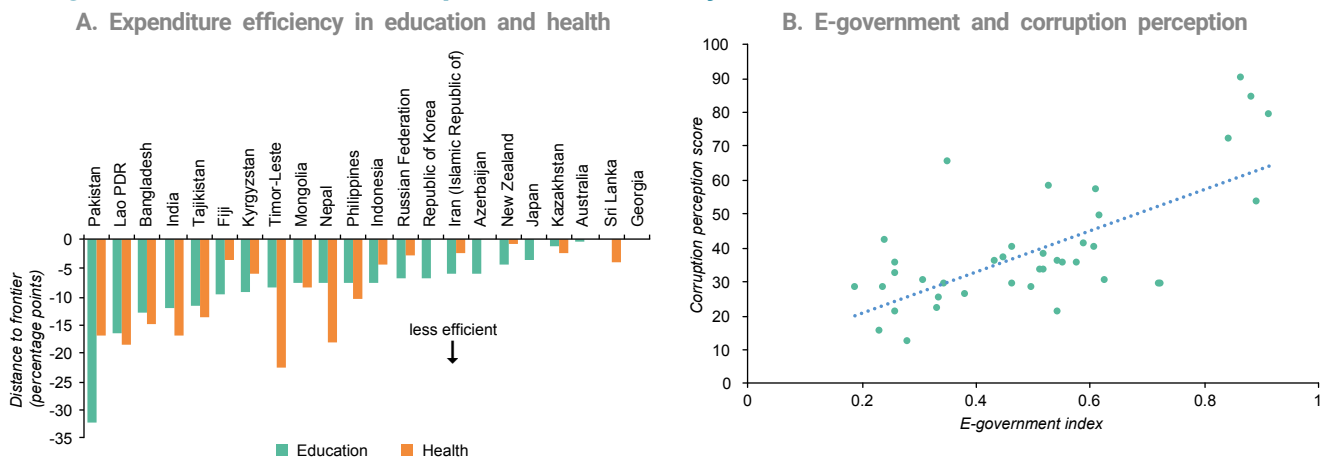 A. Expenditure efficiency in education and health
Pakistan
Lao PDR
Bangladesh
India
Tajikistan
Fiji
Kyrgyzstan
Timor-Leste
Mongolia
Nepal
Philippines
Indonesia
Russian Federation
Republic of Korea
Iran (Islamic Republic of)
Azerbaijan
New Zealand
Japan
Kazakhstan
Australia
Sri Lanka
Georgia
0
-5
-10
-15
-20
-25
-30
-35
Distance to frontier
(percentage points)
less efficient
Education
Health
B. E-government and corruption perception
100
90
80
70
60
50
40
30
20
10
0
Corruption perception score
0
0.2
0.4
0.6
0.8
1
E-government index